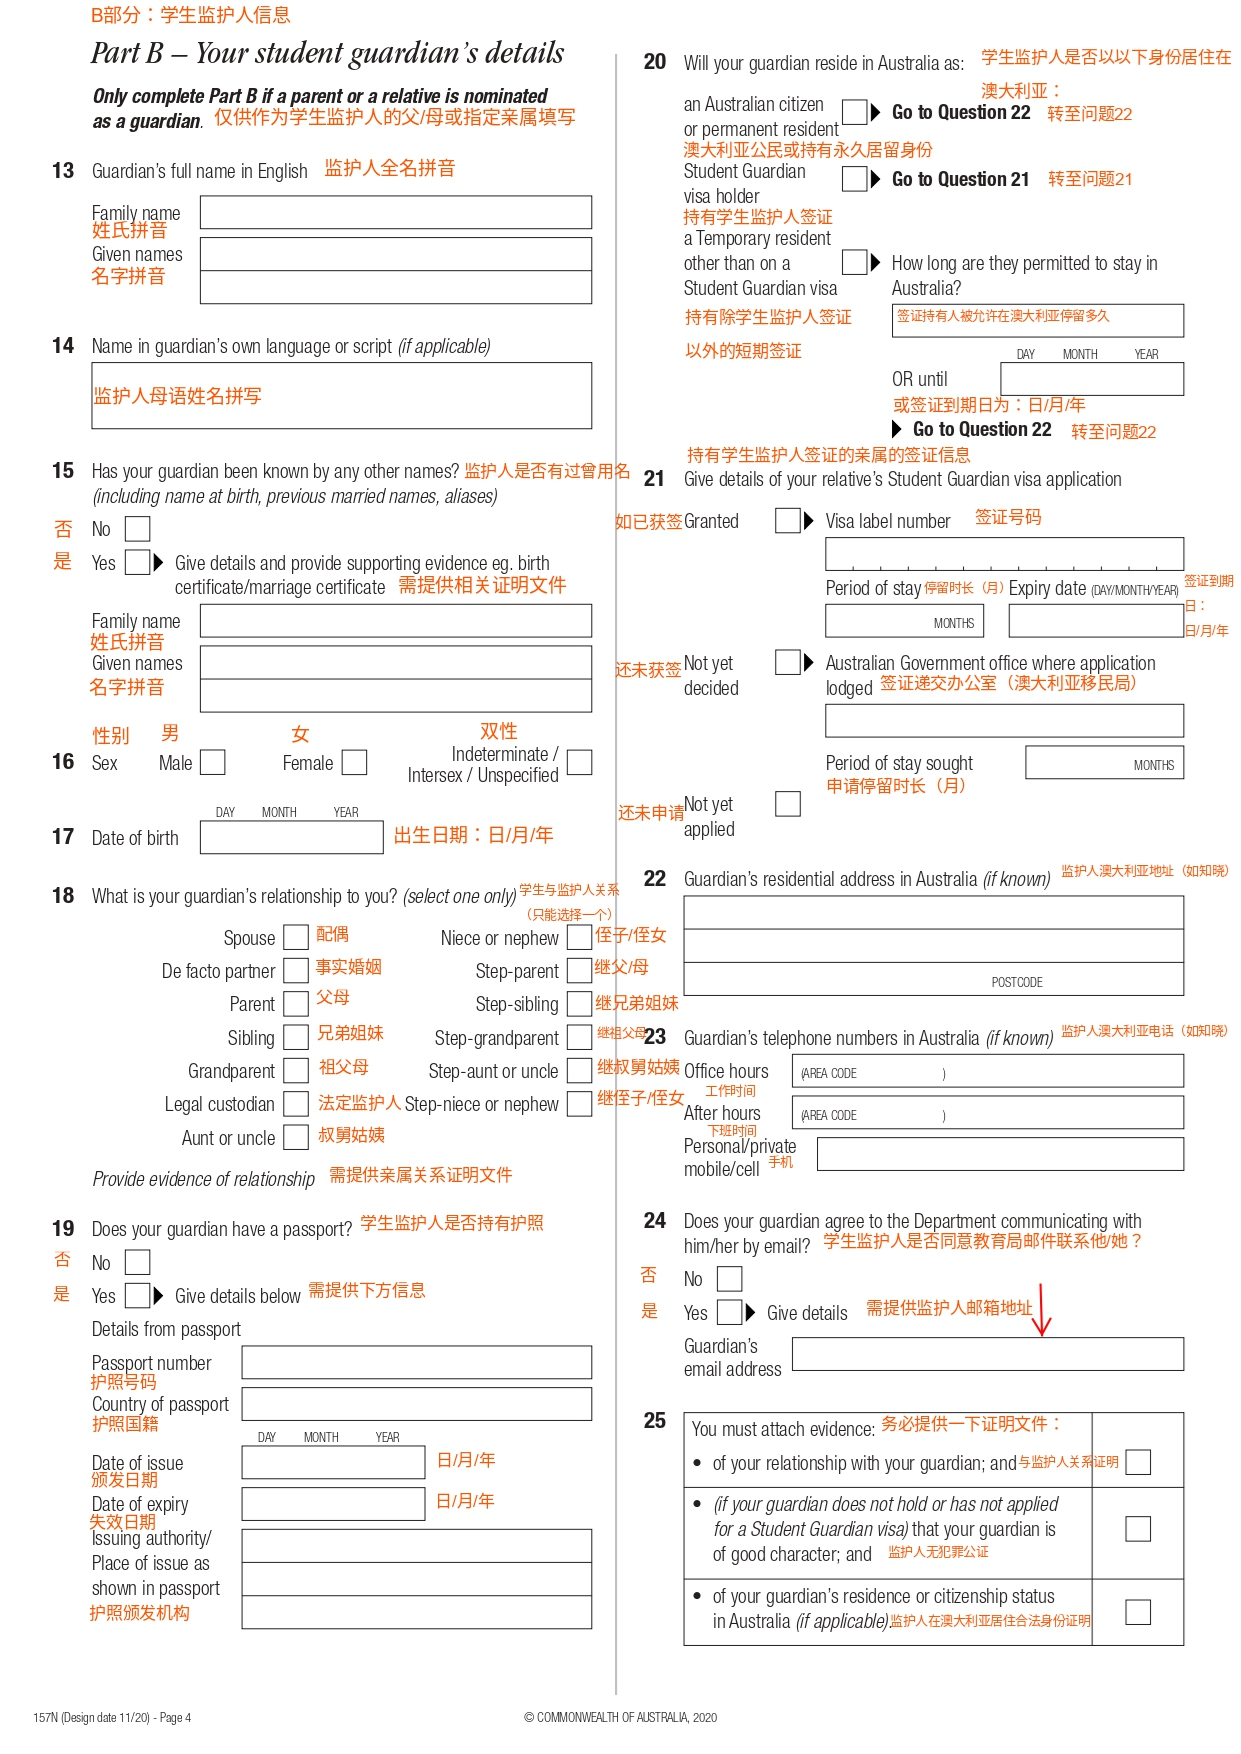 B部分：学生监护人信息
Part B – Your student guardian's details
Only complete Part B if a parent or a relative is nominated
as a guardian. 仅供作为学生监护人的父/母或指定亲属填写
13 Guardian's full name in English 监护人全名拼音
Family name
姓氏拼音
Given names
名字拼音
14 Name in guardian's own language or script (if applicable)
监护人母语姓名拼写
15 Has your guardian been known by any other names? 监护人是否有过曾用名
(including name at birth, previous married names, aliases)
否 No
是 Yes Give details and provide supporting evidence eg. birth
certificate/marriage certificate 需提供相关证明文件
Family name
姓氏拼音
Given names
名字拼音
性别 男 女 双性
16 Sex Male Female Indeterminate /
Intersex / Unspecified
DAY MONTH YEAR
17 Date of birth 出生日期：日/月/年
18 What is your guardian's relationship to you? (select one only) 学生与监护人关系
（只能选择一个）
Spouse 配偶 Niece or nephew 侄子/侄女
De facto partner 事实婚姻 Step-parent 继父/母
Parent 父母 Step-sibling 继兄弟姐妹
Sibling 兄弟姐妹 Step-grandparent 继祖父母
Grandparent 祖父母 Step-aunt or uncle 继叔舅姑姨
Legal custodian 法定监护人 Step-niece or nephew 继侄子/侄女
Aunt or uncle 叔舅姑姨
Provide evidence of relationship 需提供亲属关系证明文件
19 Does your guardian have a passport? 学生监护人是否持有护照
否 No
是 Yes Give details below 需提供下方信息
Details from passport
Passport number
护照号码
Country of passport
护照国籍
DAY MONTH YEAR
Date of issue 日/月/年
颁发日期
Date of expiry 日/月/年
失效日期
Issuing authority/
Place of issue as
shown in passport
护照颁发机构
20 Will your guardian reside in Australia as: 学生监护人是否以以下身份居住在
澳大利亚：
an Australian citizen
or permanent resident Go to Question 22 转至问题22
澳大利亚公民或持有永久居留身份
Student Guardian
visa holder Go to Question 21 转至问题21
持有学生监护人签证
a Temporary resident
other than on a
Student Guardian visa
持有除学生监护人签证
以外的短期签证
How long are they permitted to stay in
Australia?
签证持有人被允许在澳大利亚停留多久
DAY MONTH YEAR
OR until
或签证到期日为：日/月/年
Go to Question 22 转至问题22
持有学生监护人签证的亲属的签证信息
21 Give details of your relative's Student Guardian visa application
如已获签 Granted Visa label number 签证号码
Period of stay 停留时长（月） Expiry date (DAY/MONTH/YEAR) 签证到期
日：
日/月/年
MONTHS
还未获签 Not yet
decided
Australian Government office where application
lodged 签证递交办公室（澳大利亚移民局）
Period of stay sought MONTHS
申请停留时长（月）
还未申请 Not yet
applied
22 Guardian's residential address in Australia (if known) 监护人澳大利亚地址（如知晓）
POSTCODE
23 Guardian's telephone numbers in Australia (if known) 监护人澳大利亚电话（如知晓）
Office hours (AREA CODE )
工作时间
After hours (AREA CODE )
下班时间
Personal/private
mobile/cell 手机
24 Does your guardian agree to the Department communicating with
him/her by email? 学生监护人是否同意教育局邮件联系他/她？
否 No
是 Yes Give details 需提供监护人邮箱地址
Guardian's
email address
25 You must attach evidence: 务必提供一下证明文件：
• of your relationship with your guardian; and 与监护人关系证明
• (if your guardian does not hold or has not applied
for a Student Guardian visa) that your guardian is
of good character; and 监护人无犯罪公证
• of your guardian's residence or citizenship status
in Australia (if applicable). 监护人在澳大利亚居住合法身份证明
157N (Design date 11/20) - Page 4
© COMMONWEALTH OF AUSTRALIA, 2020